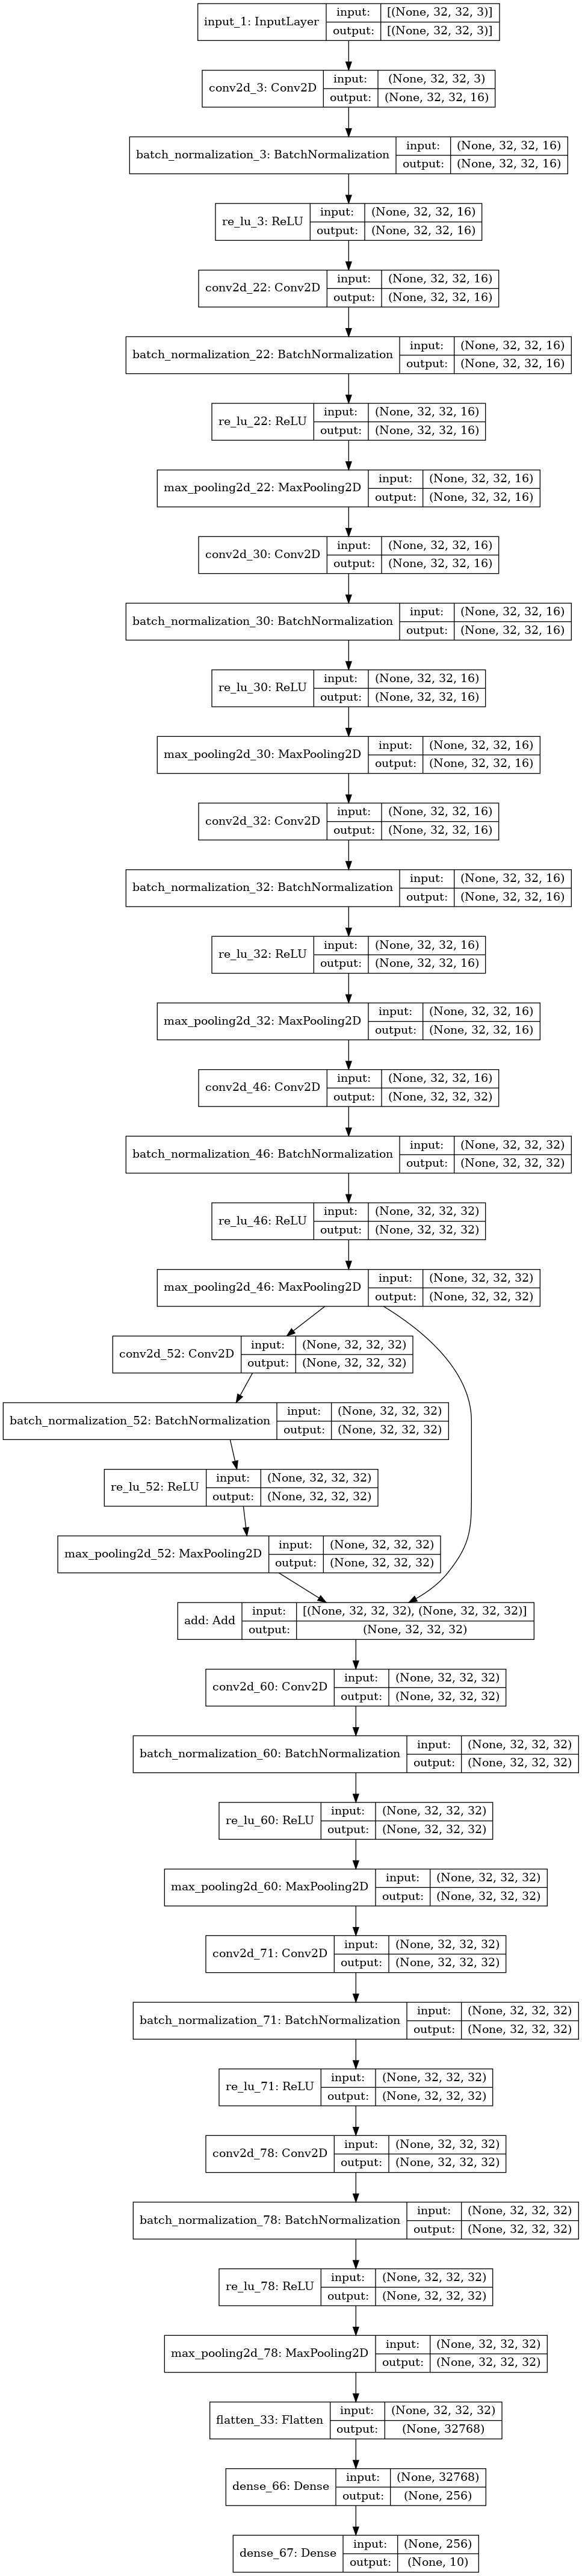 input_1: InputLayer
input: [(None, 32, 32, 3)]
output: [(None, 32, 32, 3)]
conv2d_3: Conv2D
input: (None, 32, 32, 3)
output: (None, 32, 32, 16)
batch_normalization_3: BatchNormalization
input: (None, 32, 32, 16)
output: (None, 32, 32, 16)
re_lu_3: ReLU
input: (None, 32, 32, 16)
output: (None, 32, 32, 16)
conv2d_22: Conv2D
input: (None, 32, 32, 16)
output: (None, 32, 32, 16)
batch_normalization_22: BatchNormalization
input: (None, 32, 32, 16)
output: (None, 32, 32, 16)
re_lu_22: ReLU
input: (None, 32, 32, 16)
output: (None, 32, 32, 16)
max_pooling2d_22: MaxPooling2D
input: (None, 32, 32, 16)
output: (None, 32, 32, 16)
conv2d_30: Conv2D
input: (None, 32, 32, 16)
output: (None, 32, 32, 16)
batch_normalization_30: BatchNormalization
input: (None, 32, 32, 16)
output: (None, 32, 32, 16)
re_lu_30: ReLU
input: (None, 32, 32, 16)
output: (None, 32, 32, 16)
max_pooling2d_30: MaxPooling2D
input: (None, 32, 32, 16)
output: (None, 32, 32, 16)
conv2d_32: Conv2D
input: (None, 32, 32, 16)
output: (None, 32, 32, 16)
batch_normalization_32: BatchNormalization
input: (None, 32, 32, 16)
output: (None, 32, 32, 16)
re_lu_32: ReLU
input: (None, 32, 32, 16)
output: (None, 32, 32, 16)
max_pooling2d_32: MaxPooling2D
input: (None, 32, 32, 16)
output: (None, 32, 32, 16)
conv2d_46: Conv2D
input: (None, 32, 32, 16)
output: (None, 32, 32, 32)
batch_normalization_46: BatchNormalization
input: (None, 32, 32, 32)
output: (None, 32, 32, 32)
re_lu_46: ReLU
input: (None, 32, 32, 32)
output: (None, 32, 32, 32)
max_pooling2d_46: MaxPooling2D
input: (None, 32, 32, 32)
output: (None, 32, 32, 32)
conv2d_52: Conv2D
input: (None, 32, 32, 32)
output: (None, 32, 32, 32)
batch_normalization_52: BatchNormalization
input: (None, 32, 32, 32)
output: (None, 32, 32, 32)
re_lu_52: ReLU
input: (None, 32, 32, 32)
output: (None, 32, 32, 32)
max_pooling2d_52: MaxPooling2D
input: (None, 32, 32, 32)
output: (None, 32, 32, 32)
add: Add
input: [(None, 32, 32, 32), (None, 32, 32, 32)]
output: (None, 32, 32, 32)
conv2d_60: Conv2D
input: (None, 32, 32, 32)
output: (None, 32, 32, 32)
batch_normalization_60: BatchNormalization
input: (None, 32, 32, 32)
output: (None, 32, 32, 32)
re_lu_60: ReLU
input: (None, 32, 32, 32)
output: (None, 32, 32, 32)
max_pooling2d_60: MaxPooling2D
input: (None, 32, 32, 32)
output: (None, 32, 32, 32)
conv2d_71: Conv2D
input: (None, 32, 32, 32)
output: (None, 32, 32, 32)
batch_normalization_71: BatchNormalization
input: (None, 32, 32, 32)
output: (None, 32, 32, 32)
re_lu_71: ReLU
input: (None, 32, 32, 32)
output: (None, 32, 32, 32)
conv2d_78: Conv2D
input: (None, 32, 32, 32)
output: (None, 32, 32, 32)
batch_normalization_78: BatchNormalization
input: (None, 32, 32, 32)
output: (None, 32, 32, 32)
re_lu_78: ReLU
input: (None, 32, 32, 32)
output: (None, 32, 32, 32)
max_pooling2d_78: MaxPooling2D
input: (None, 32, 32, 32)
output: (None, 32, 32, 32)
flatten_33: Flatten
input: (None, 32, 32, 32)
output: (None, 32768)
dense_66: Dense
input: (None, 32768)
output: (None, 256)
dense_67: Dense
input: (None, 256)
output: (None, 10)